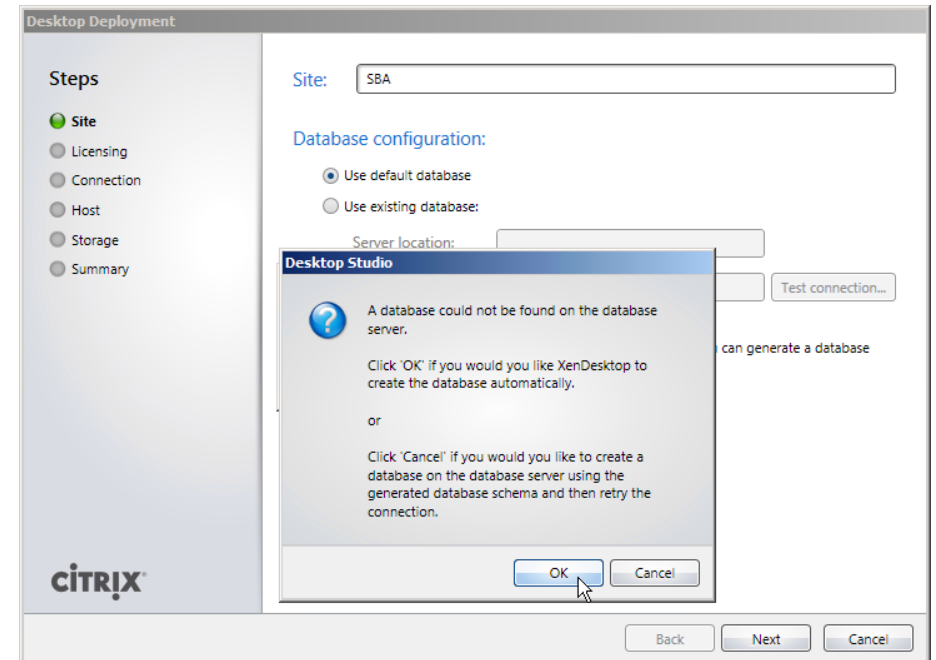 Desktop Deployment
Steps
Site
Licensing
Connection
Host
Storage
Summary
CITRIX
Site: SBA
Database configuration:
Use default database
Use existing database:
Server location:
Test connection...
can generate a database
Desktop Studio
A database could not be found on the database
server.
Click 'OK' if you would you like XenDesktop to
create the database automatically.
or
Click 'Cancel' if you would you like to create a
database on the database server using the
generated database schema and then retry the
connection.
OK Cancel
Back Next Cancel